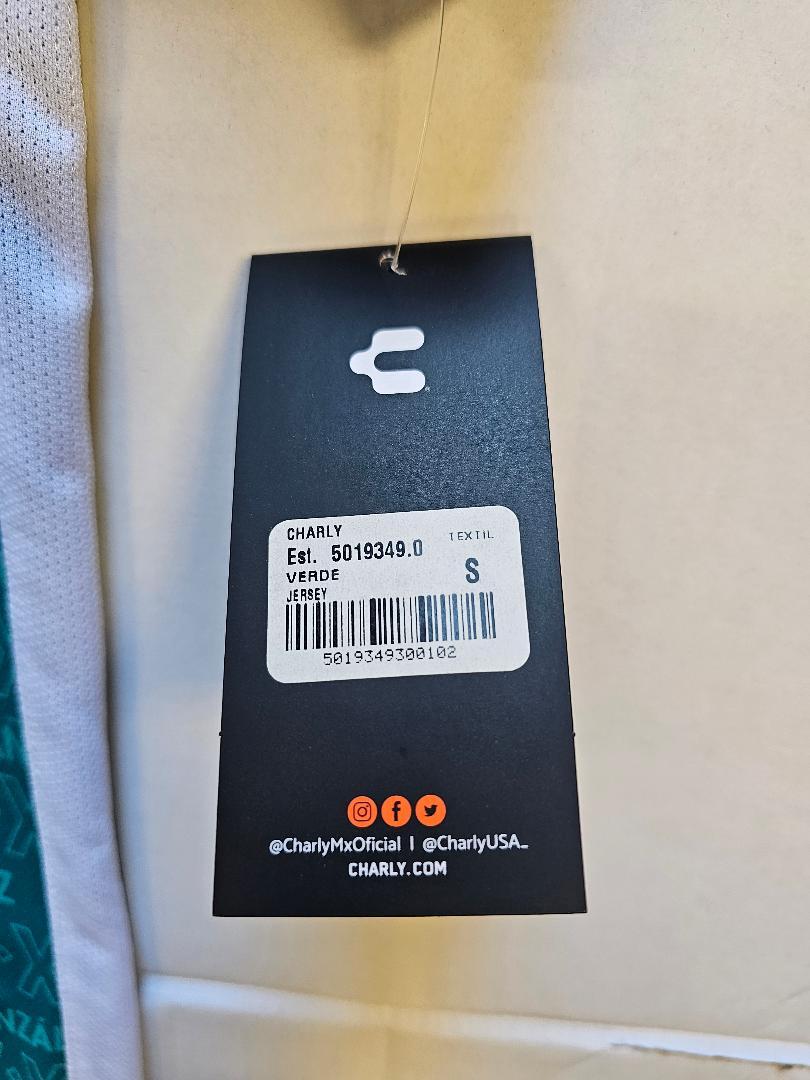 CHARLY
TEXTIL
Est. 5019349.0
VERDE
S
JERSEY
5019349300102
@CharlyMxOficial | @CharlyUSA_
CHARLY.COM